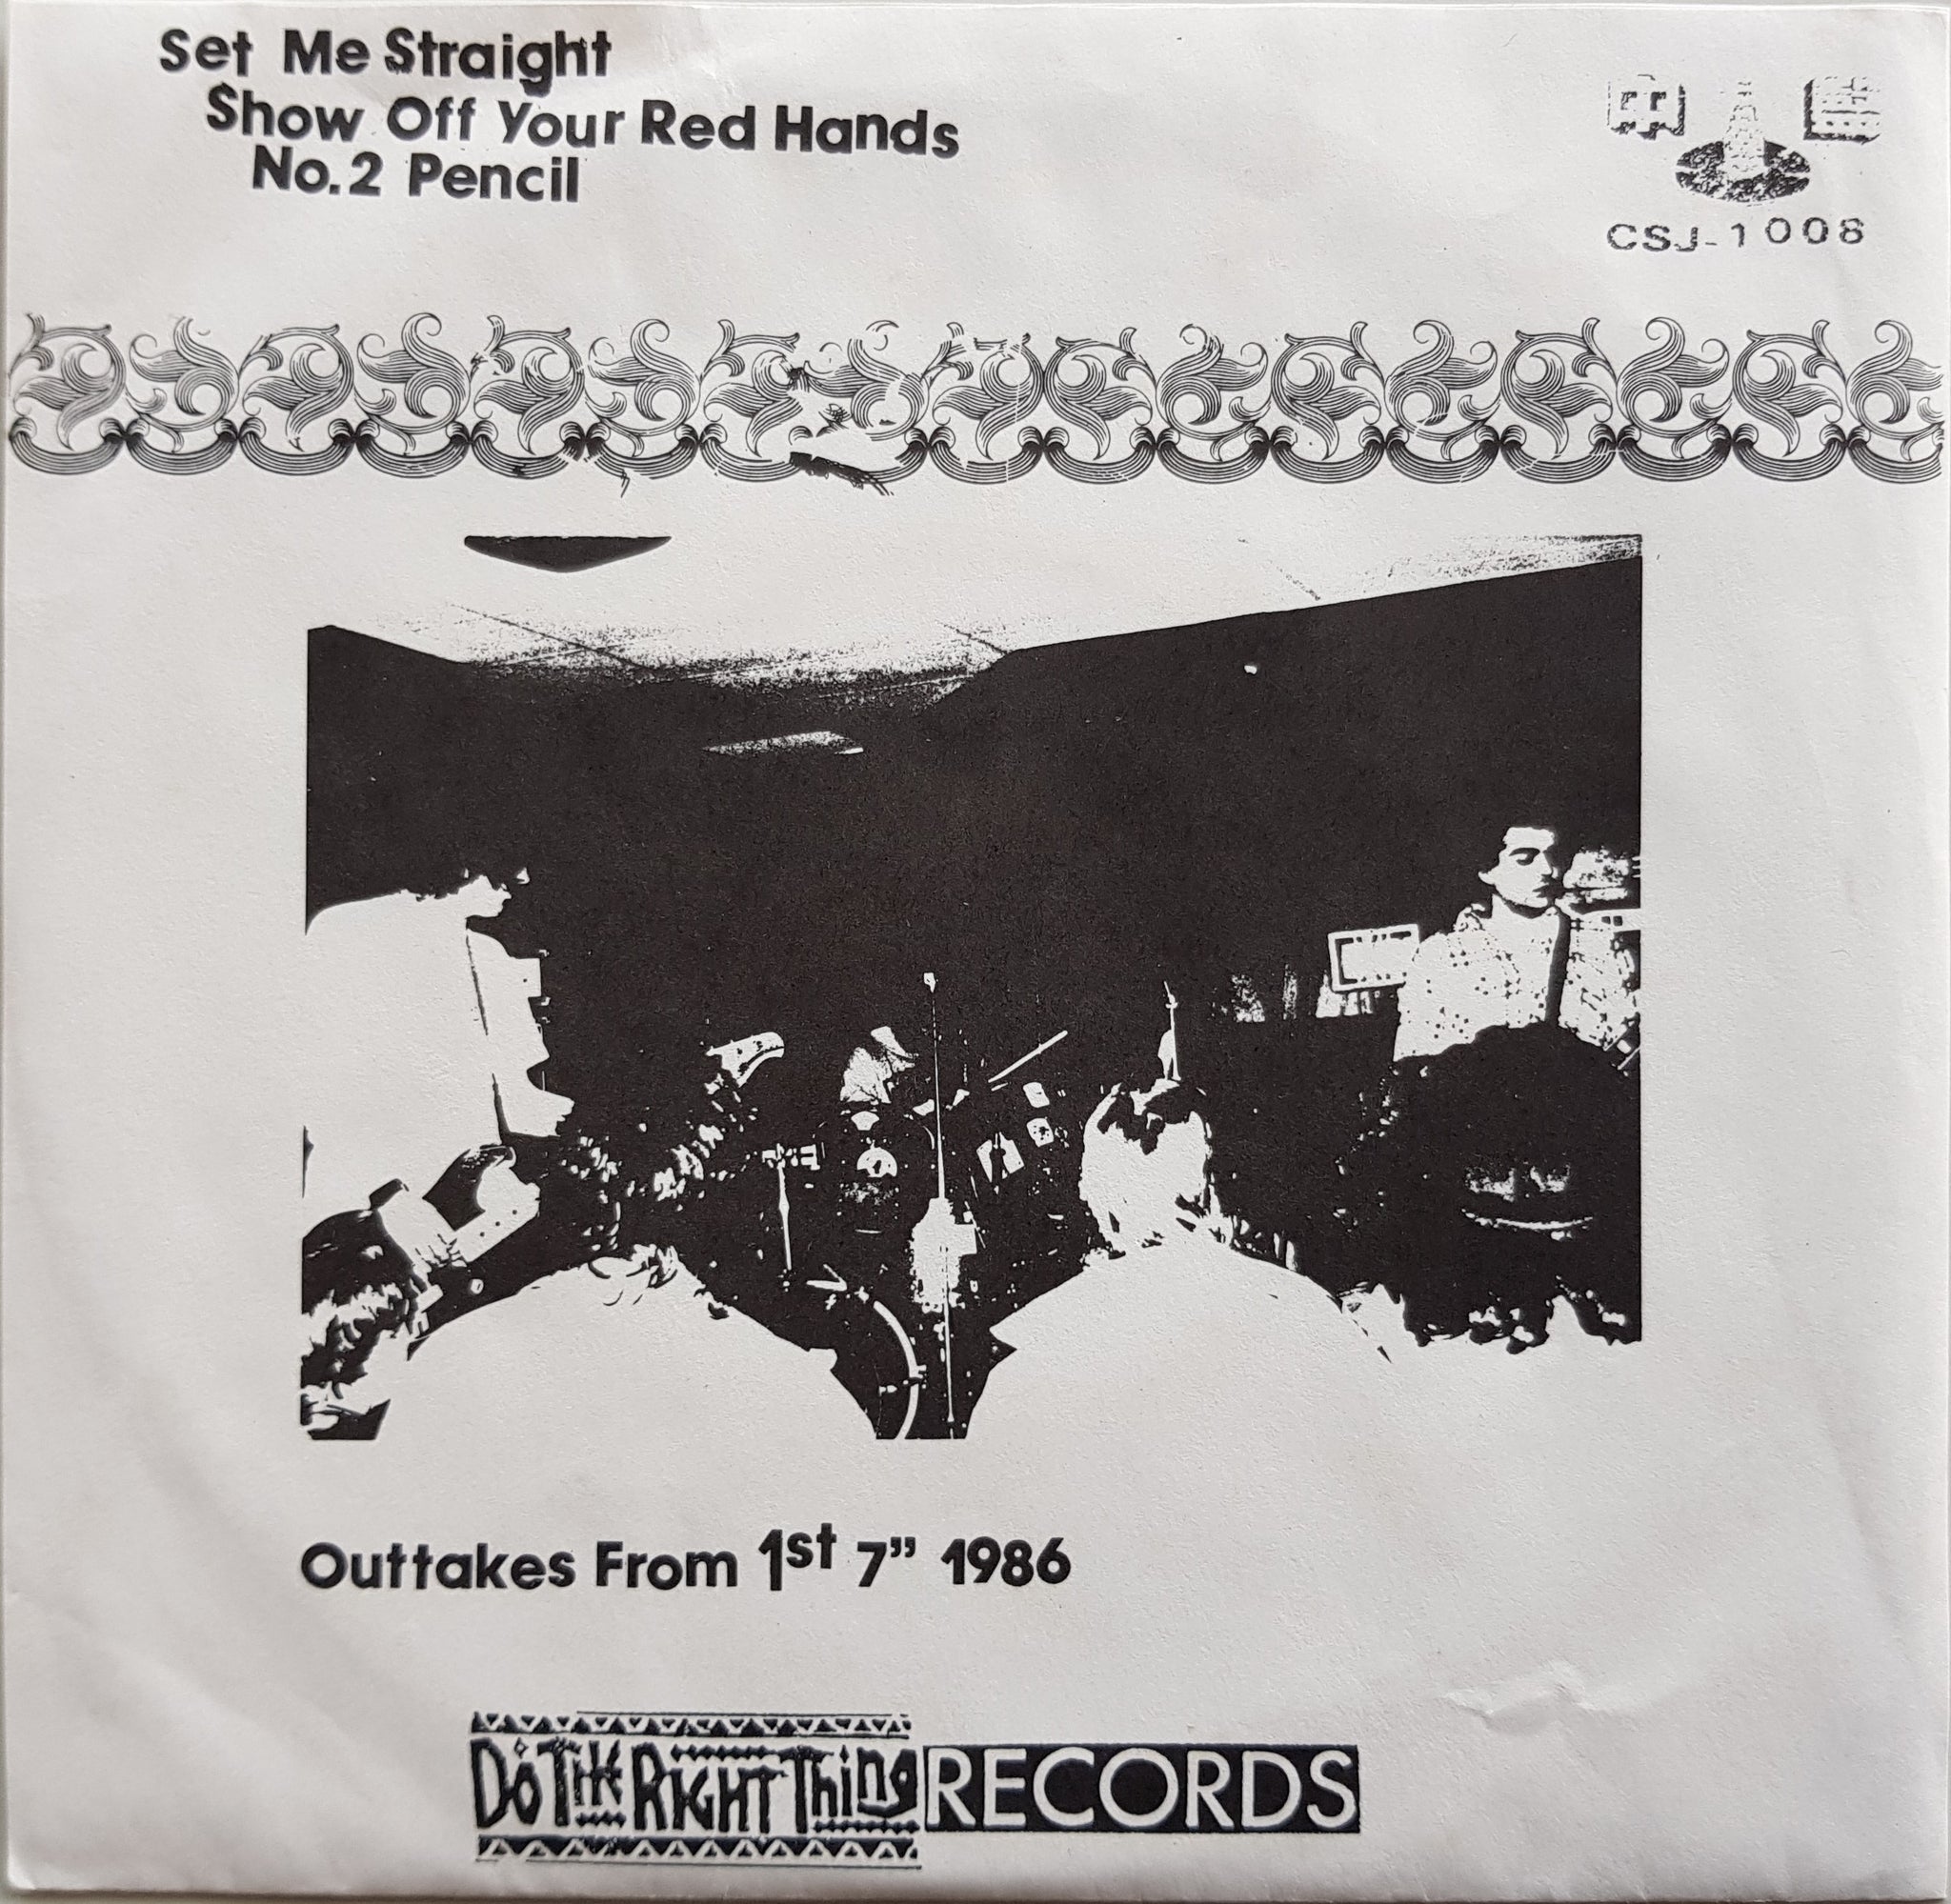 Set Me Straight
Show Off Your Red Hands
No. 2 Pencil
CSJ-1008
Outtakes From 1st 7” 1986
Do The Right Thing RECORDS